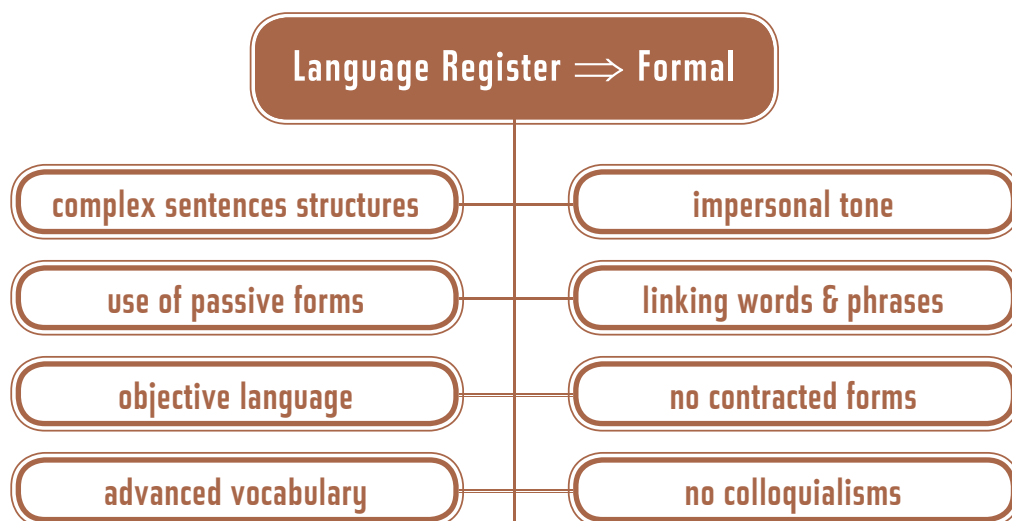 Language Register ⟹ Formal
complex sentences structures
impersonal tone
use of passive forms
linking words & phrases
objective language
no contracted forms
advanced vocabulary
no colloquialisms